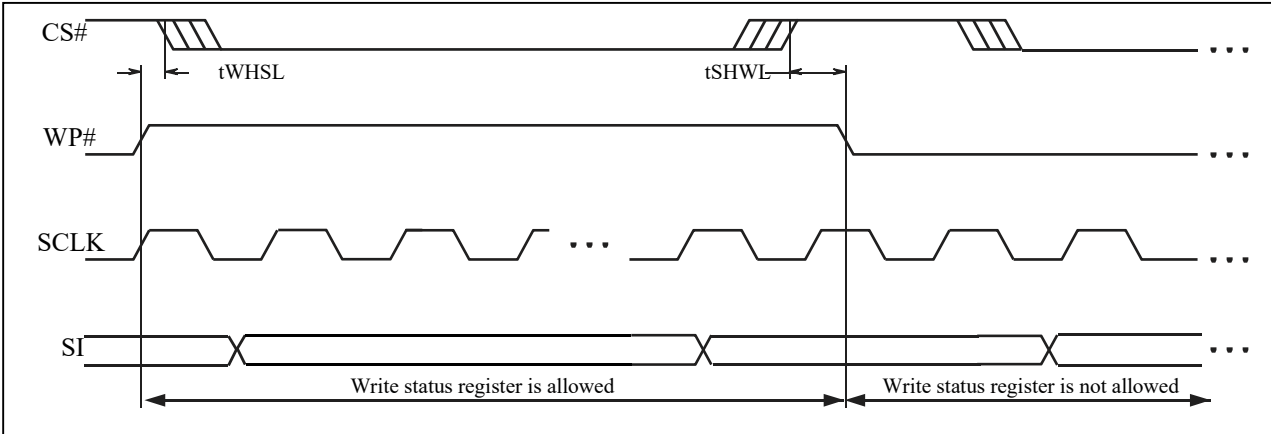 CS#
tWHSL
tSHWL
WP#
SCLK
SI
Write status register is allowed
Write status register is not allowed